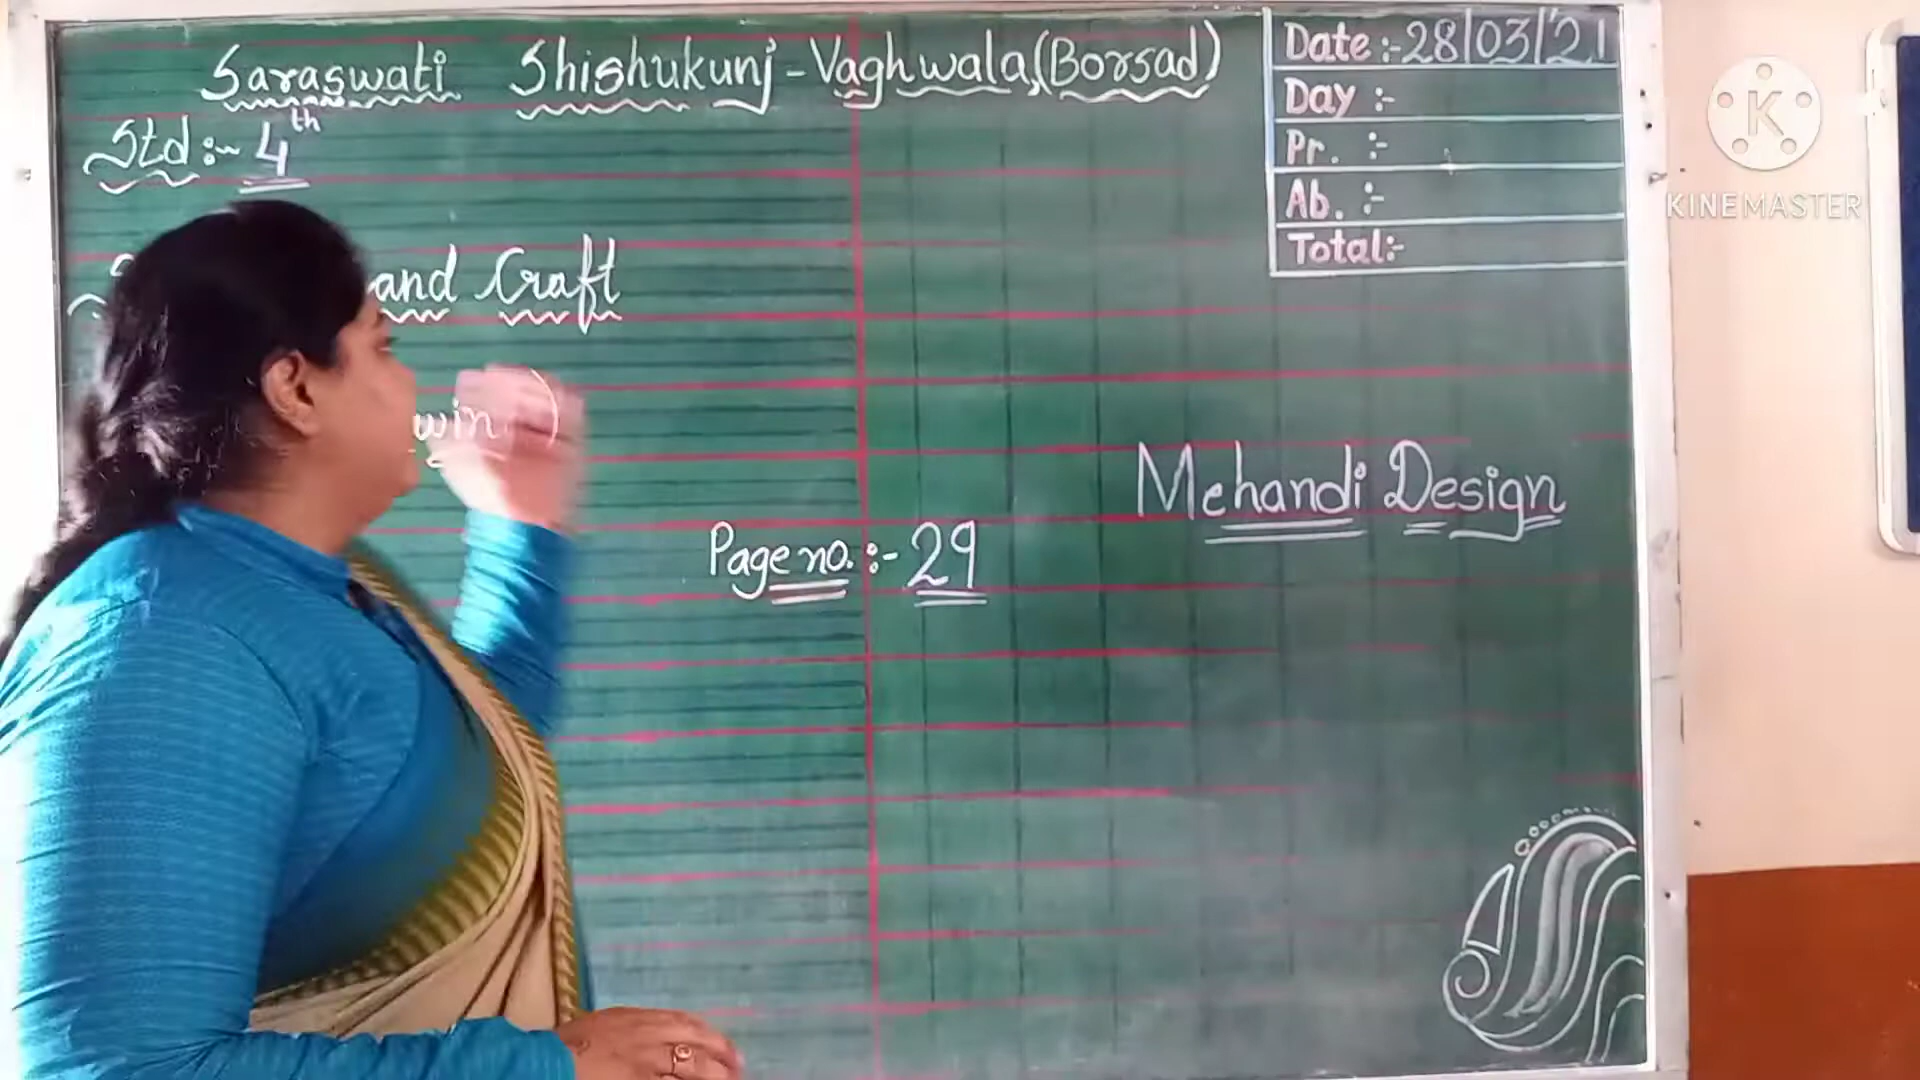 Saraswati Shishukunj - Vaghwala,(Borsad)
Std :- 4th
and Craft
Page no. :- 29
Mehandi Design
Date :- 28/03/21
Day :-
Pr. :-
Ab. :-
Total:-
K
KINEMASTER